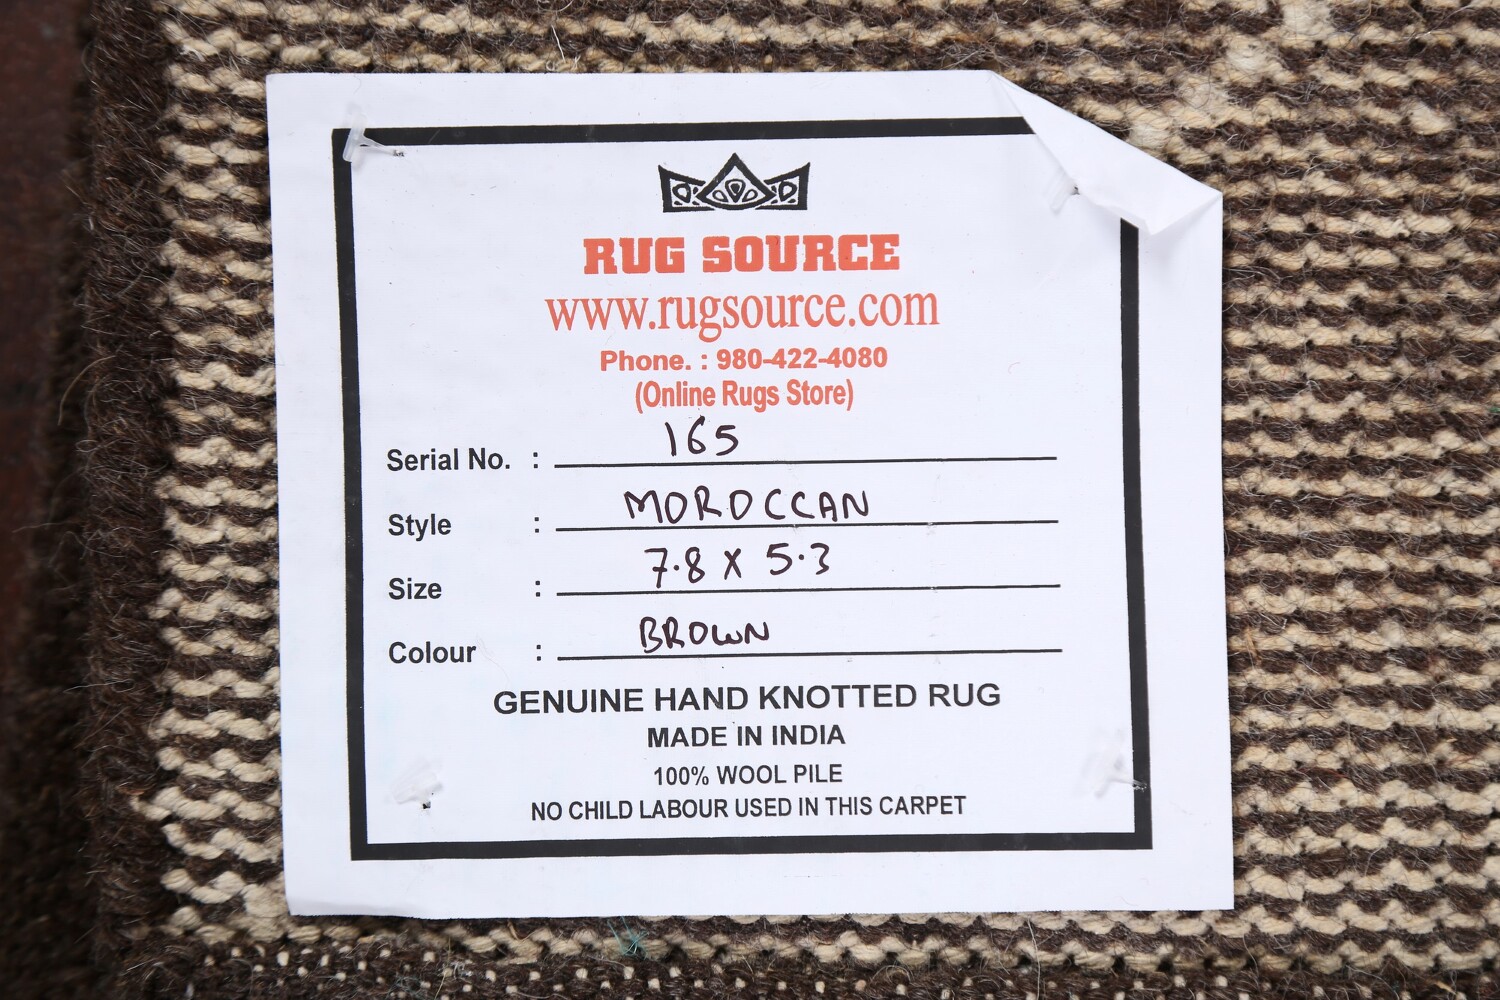 RUG SOURCE
www.rugsource.com
Phone. : 980-422-4080
(Online Rugs Store)
Serial No. : 165
Style : MOROCCAN
Size : 7.8 X 5.3
Colour : BROWN
GENUINE HAND KNOTTED RUG
MADE IN INDIA
100% WOOL PILE
NO CHILD LABOUR USED IN THIS CARPET